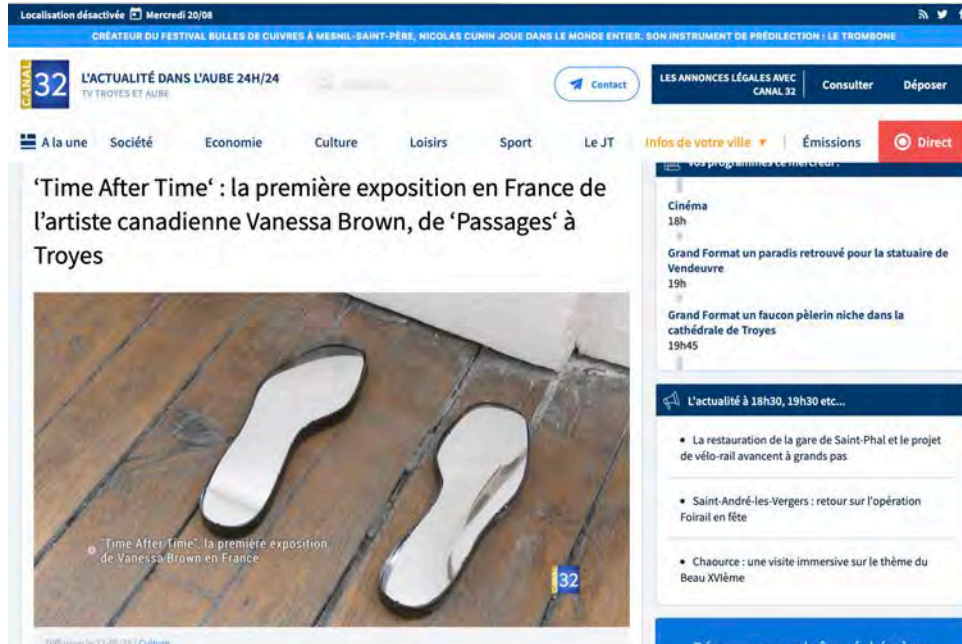 Localisation désactivée Mercredi 20/08
CRÉATEUR DU FESTIVAL BULLES DE CUIVRES À MESNIL-SAINT-PÈRE, NICOLAS CUNIN JOUE DANS LE MONDE ENTIER. SON INSTRUMENT DE PRÉDILECTION : LE TROMBONE
CANAL 32
L'ACTUALITÉ DANS L'AUBE 24H/24
TV TROYES ET AUBE
Contact
LES ANNONCES LÉGALES AVEC
CANAL 32
Consulter
Déposer
A la une Société Economie Culture Loisirs Sport Le JT Infos de votre ville Émissions Direct
‘Time After Time‘ : la première exposition en France de
l’artiste canadienne Vanessa Brown, de ‘Passages‘ à
Troyes
"Time After Time", la première exposition
de Vanessa Brown en France
32
Culture
Vos programmes ce mercredi :
Cinéma
18h
Grand Format un paradis retrouvé pour la statuaire de
Vendeuvre
19h
Grand Format un faucon pèlerin niche dans la
cathédrale de Troyes
19h45
L'actualité à 18h30, 19h30 etc...
La restauration de la gare de Saint-Phal et le projet
de vélo-rail avancent à grands pas
Saint-André-les-Vergers : retour sur l'opération
Foirail en fête
Chaource : une visite immersive sur le thème du
Beau XVIème